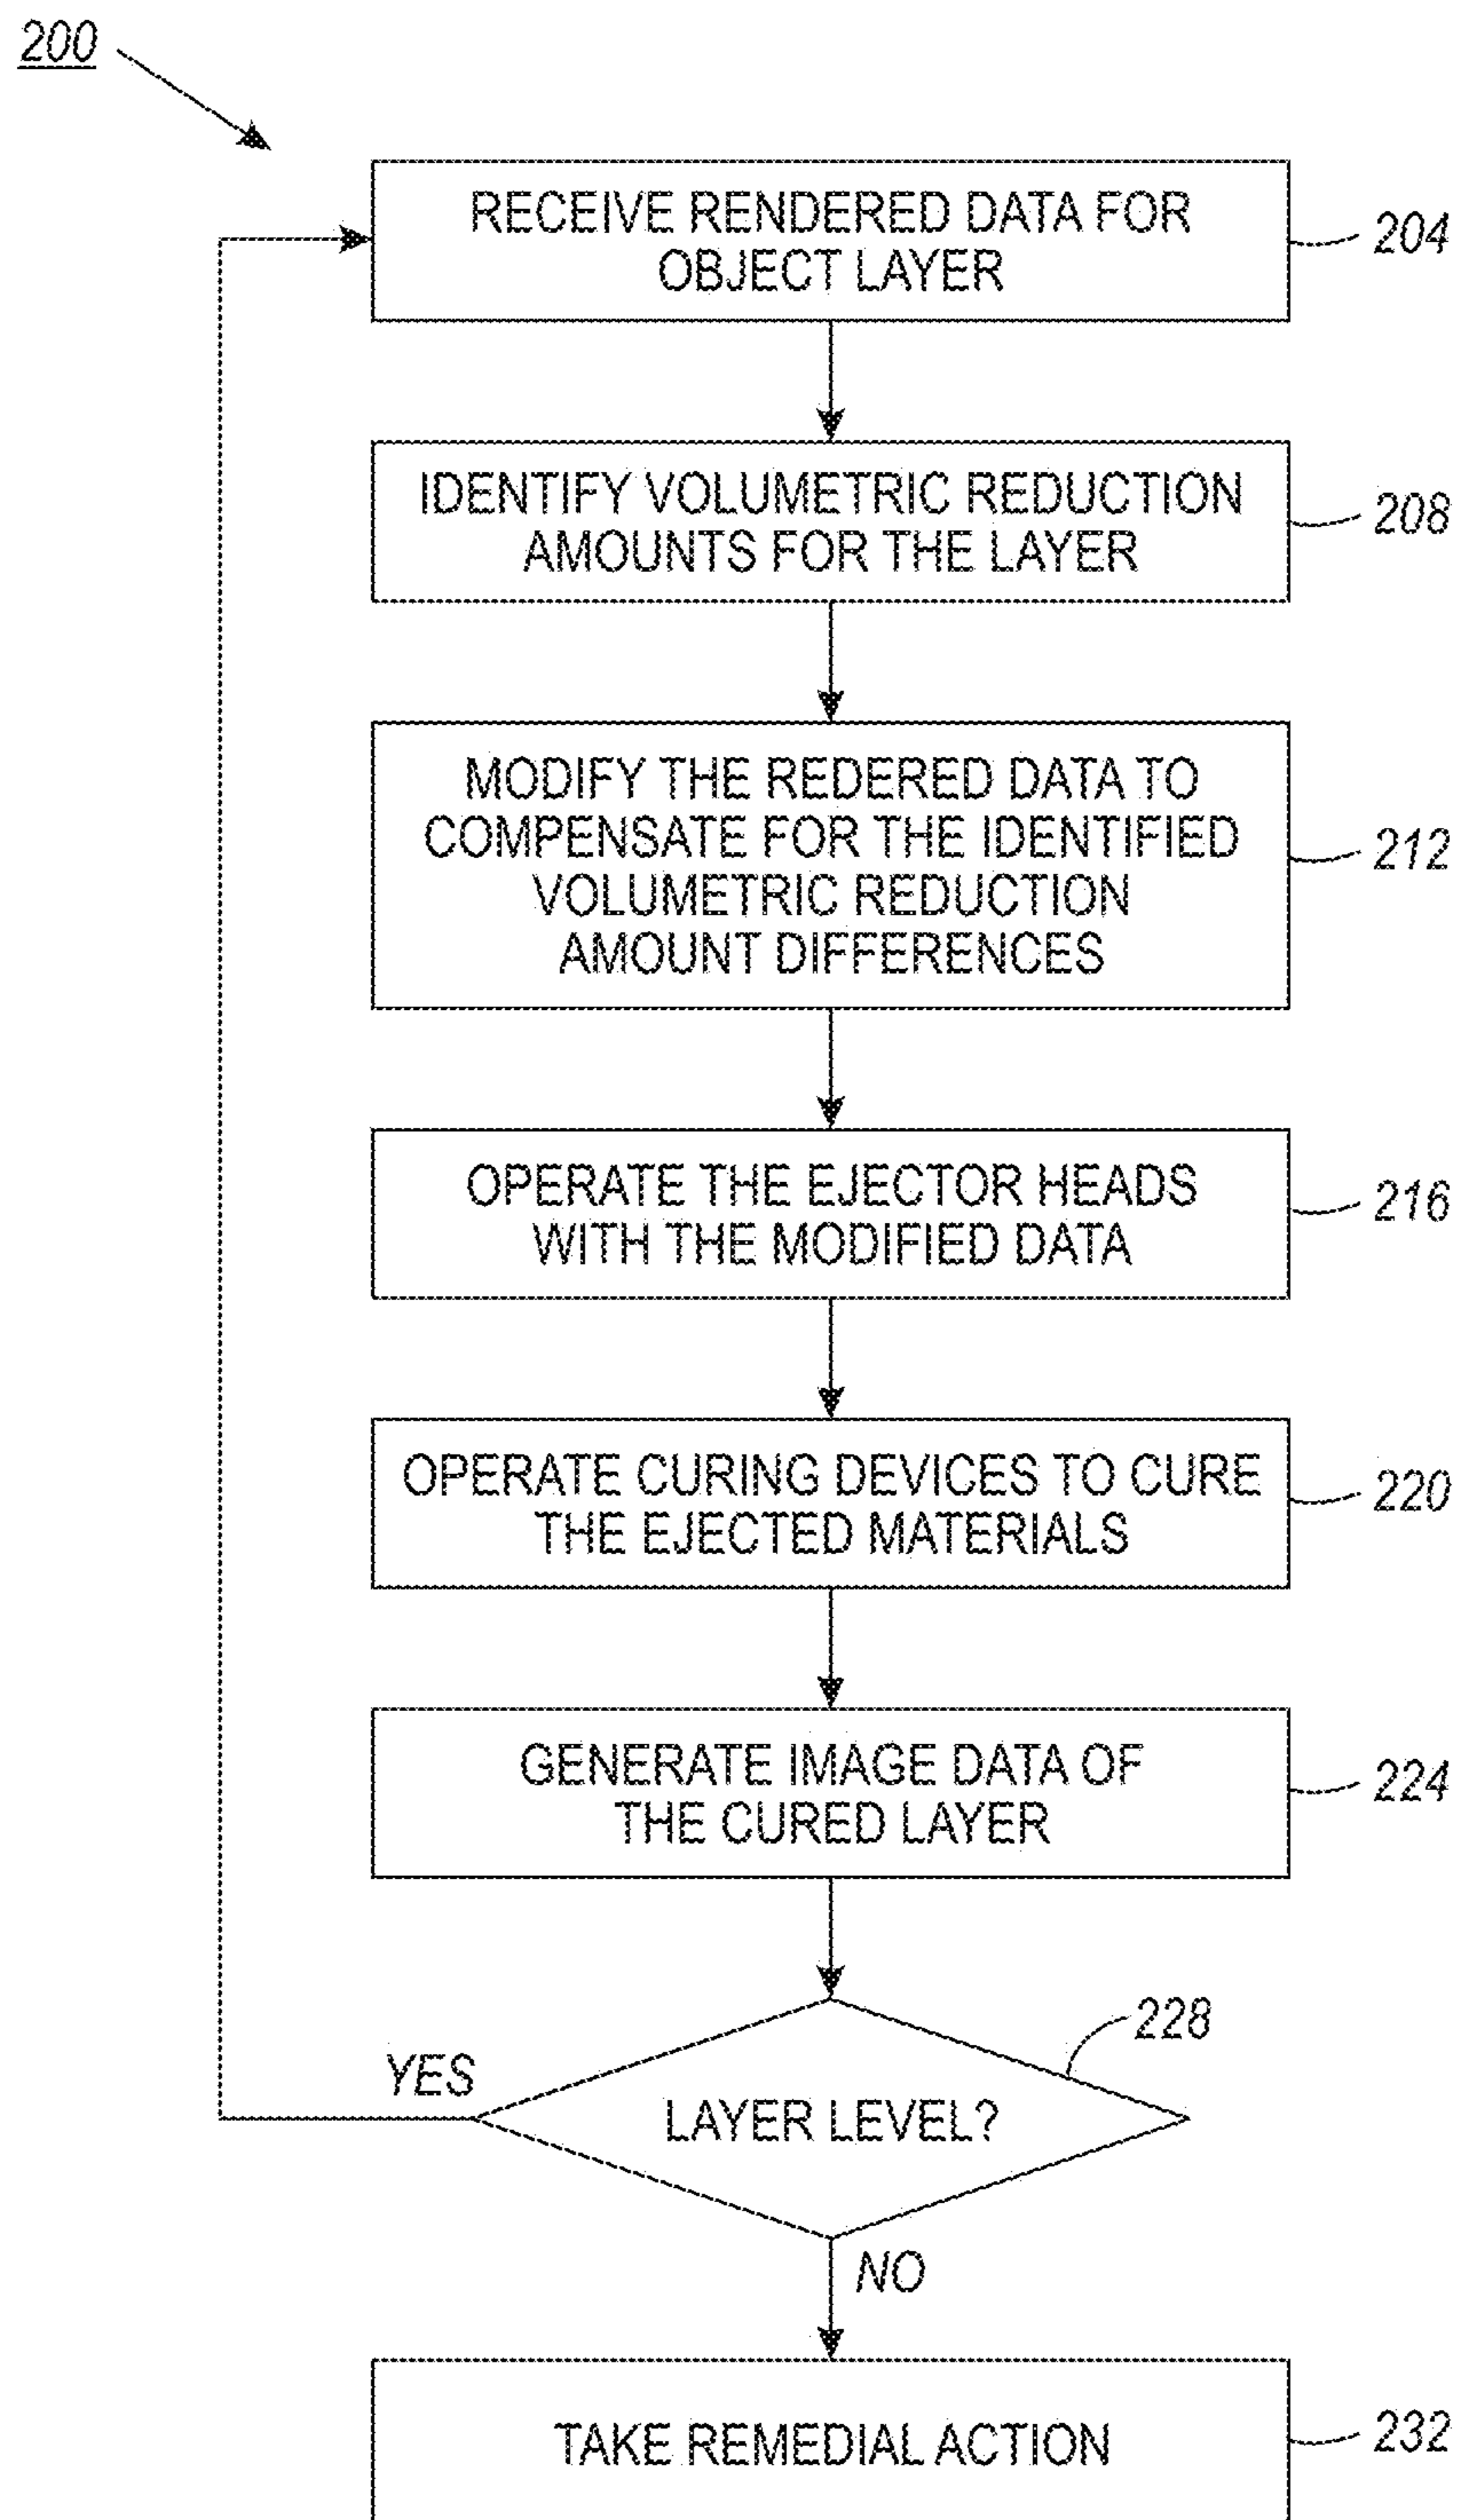 200
RECEIVE RENDERED DATA FOR
OBJECT LAYER
204
IDENTIFY VOLUMETRIC REDUCTION
AMOUNTS FOR THE LAYER
208
MODIFY THE REDERED DATA TO
COMPENSATE FOR THE IDENTIFIED
VOLUMETRIC REDUCTION
AMOUNT DIFFERENCES
212
OPERATE THE EJECTOR HEADS
WITH THE MODIFIED DATA
216
OPERATE CURING DEVICES TO CURE
THE EJECTED MATERIALS
220
GENERATE IMAGE DATA OF
THE CURED LAYER
224
228
YES
LAYER LEVEL?
NO
TAKE REMEDIAL ACTION
232